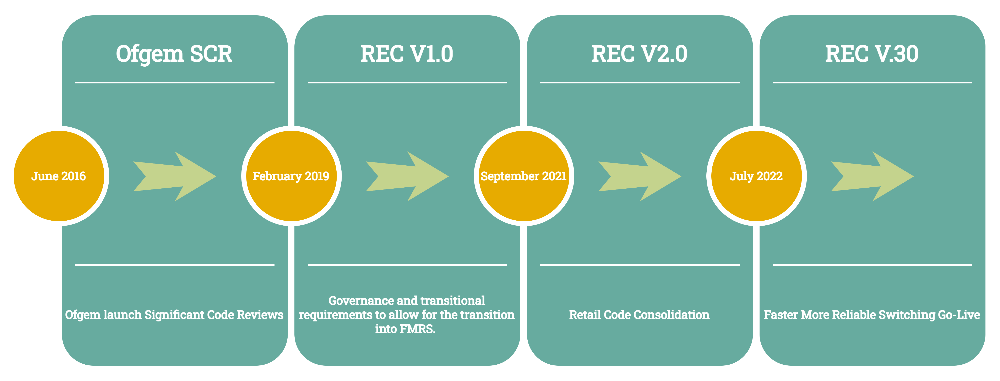 Ofgem SCR
REC V1.0
REC V2.0
REC V.30
June 2016
February 2019
September 2021
July 2022
Ofgem launch Significant Code Reviews
Governance and transitional
requirements to allow for the transition
into FMRS.
Retail Code Consolidation
Faster More Reliable Switching Go-Live